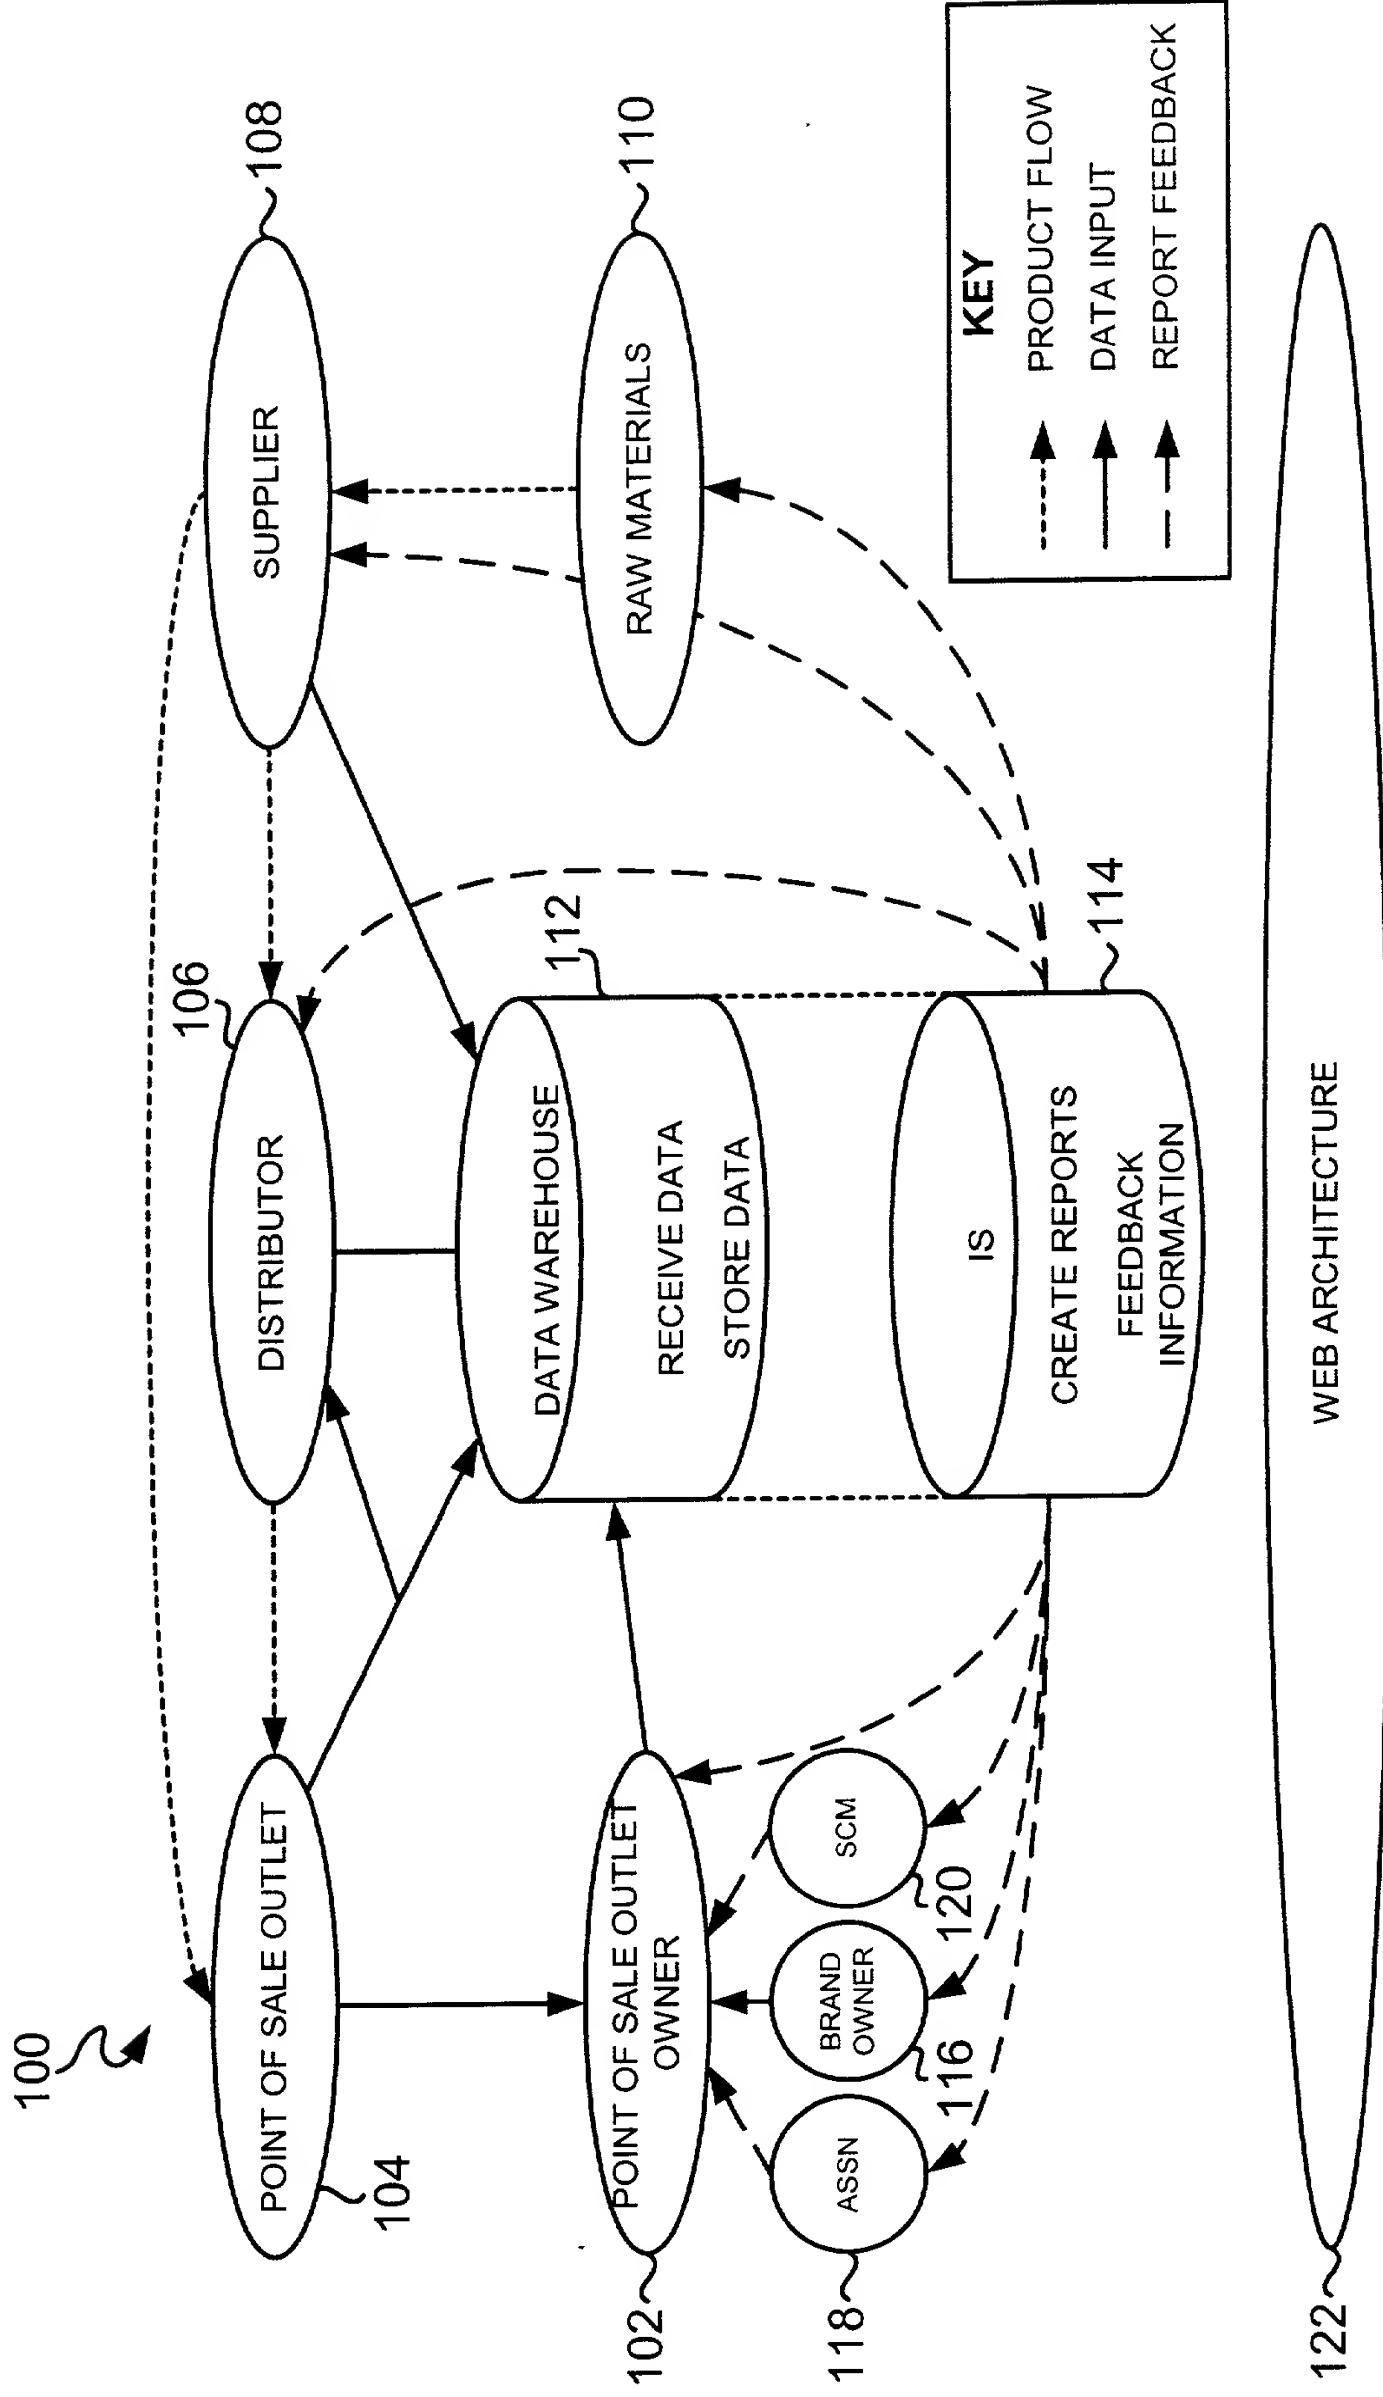 100
104
POINT OF SALE OUTLET
106
DISTRIBUTOR
108
SUPPLIER
102
POINT OF SALE OUTLET
OWNER
112
DATA WAREHOUSE
RECEIVE DATA
STORE DATA
110
RAW MATERIALS
118
ASSN
116
BRAND
OWNER
120
SCM
114
IS
CREATE REPORTS
FEEDBACK
INFORMATION
KEY
PRODUCT FLOW
DATA INPUT
REPORT FEEDBACK
122
WEB ARCHITECTURE